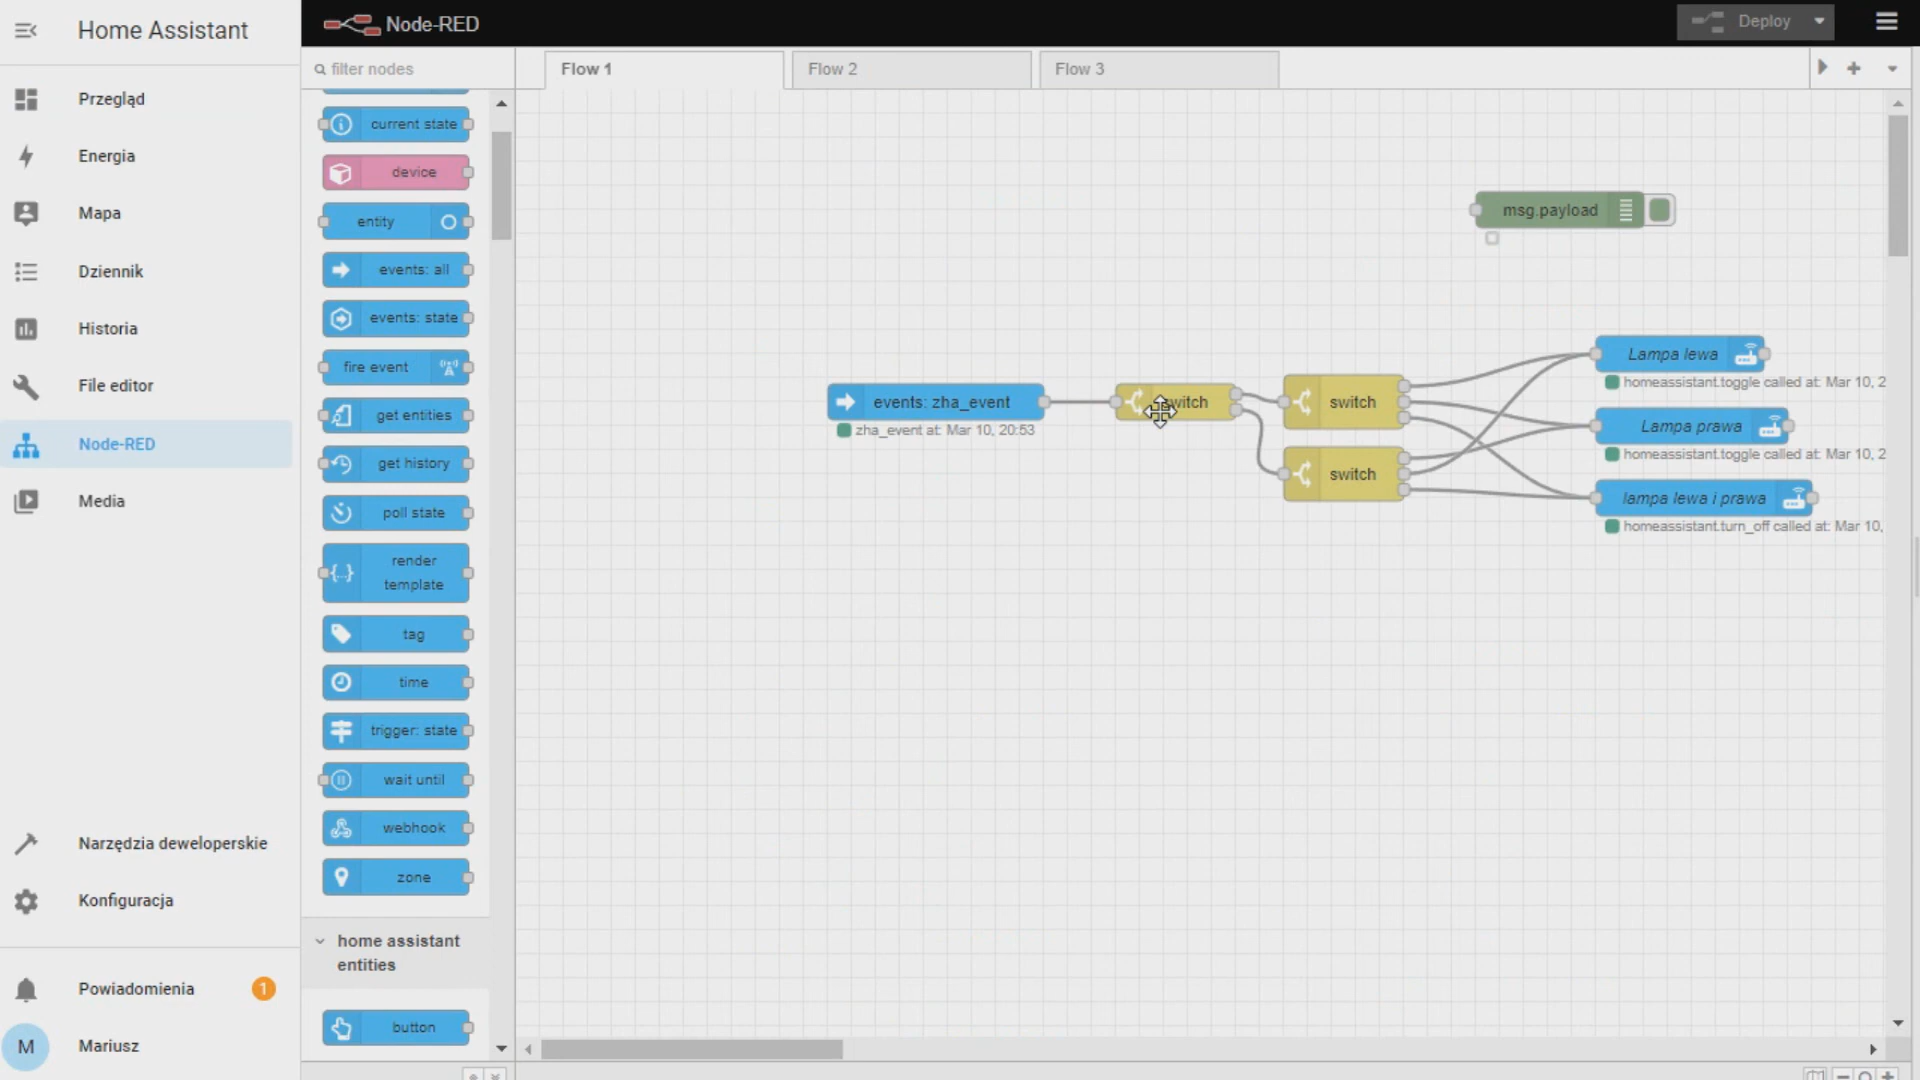 Home Assistant
Przegląd
Energia
Mapa
Dziennik
Historia
File editor
Node-RED
Media
Narzędzia deweloperskie
Konfiguracja
Powiadomienia
1
M
Mariusz
Node-RED
Deploy
filter nodes
current state
device
entity
events: all
events: state
fire event
get entities
get history
poll state
render
template
tag
time
trigger: state
wait until
webhook
zone
home assistant
entities
button
Flow 1
Flow 2
Flow 3
msg.payload
events: zha_event
zha_event at: Mar 10, 20:53
switch
switch
switch
Lampa lewa
homeassistant.toggle called at: Mar 10, 2
Lampa prawa
homeassistant.toggle called at: Mar 10, 2
lampa lewa i prawa
homeassistant.turn_off called at: Mar 10,